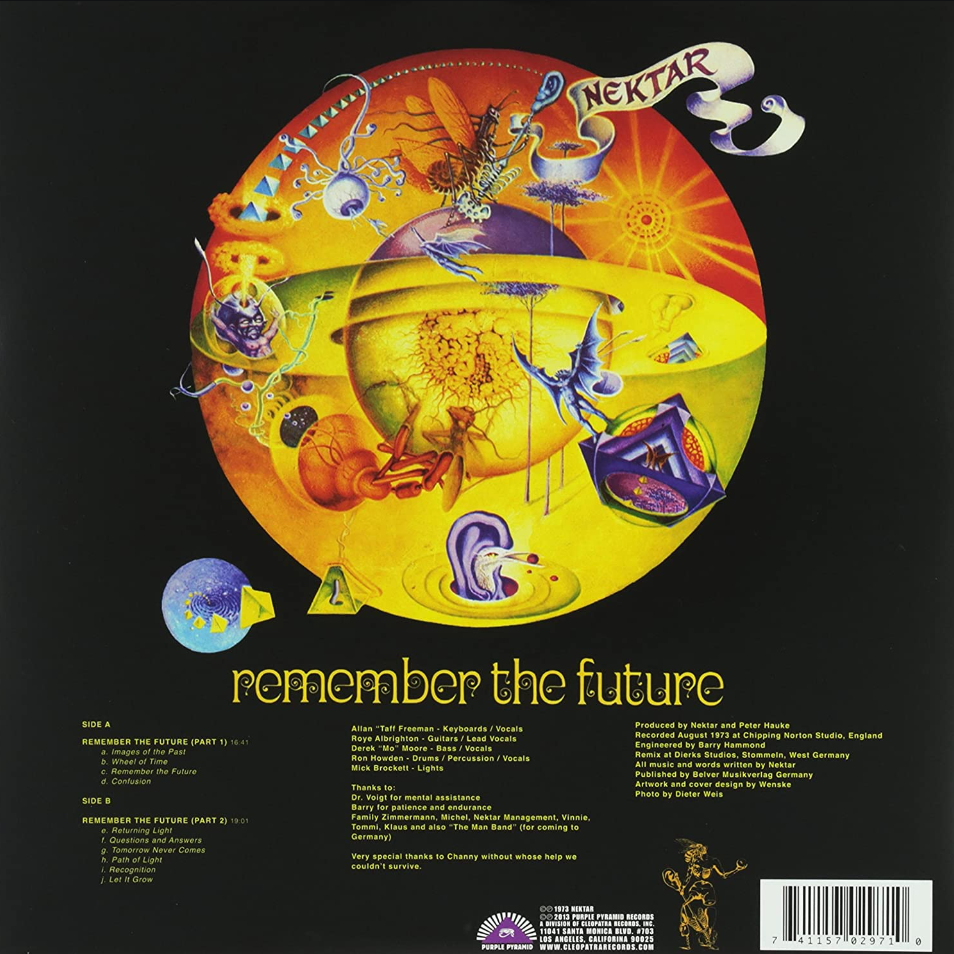 NEKTAR
remember the future
SIDE A
REMEMBER THE FUTURE (PART 1) 16:41
a. Images of the Past
b. Wheel of Time
c. Remember the Future
d. Confusion
SIDE B
REMEMBER THE FUTURE (PART 2) 19:01
e. Returning Light
f. Questions and Answers
g. Tomorrow Never Comes
h. Path of Light
i. Recognition
j. Let It Grow
Allan "Taff Freeman - Keyboards / Vocals
Roye Albrighton - Guitars / Lead Vocals
Derek "Mo" Moore - Bass / Vocals
Ron Howden - Drums / Percussion / Vocals
Mick Brockett - Lights
Thanks to:
Dr. Voigt for mental assistance
Barry for patience and endurance
Family Zimmermann, Michel, Nektar Management, Vinnie,
Tommi, Klaus and also "The Man Band" (for coming to
Germany)
Very special thanks to Channy without whose help we
couldn't survive.
Produced by Nektar and Peter Hauke
Recorded August 1973 at Chipping Norton Studio, England
Engineered by Barry Hammond
Remix at Dierks Studios, Stommeln, West Germany
All music and words written by Nektar
Published by Belver Musikverlag Germany
Artwork and cover design by Wenske
Photo by Dieter Weis
PURPLE PYRAMID
©℗ 1973 NEKTAR
©℗ 2013 PURPLE PYRAMID RECORDS
A DIVISION OF CLEOPATRA RECORDS, INC.
11041 SANTA MONICA BLVD. #703
LOS ANGELES, CALIFORINA 90025
WWW.CLEOPATRARECORDS.COM
7 41157 02971 0